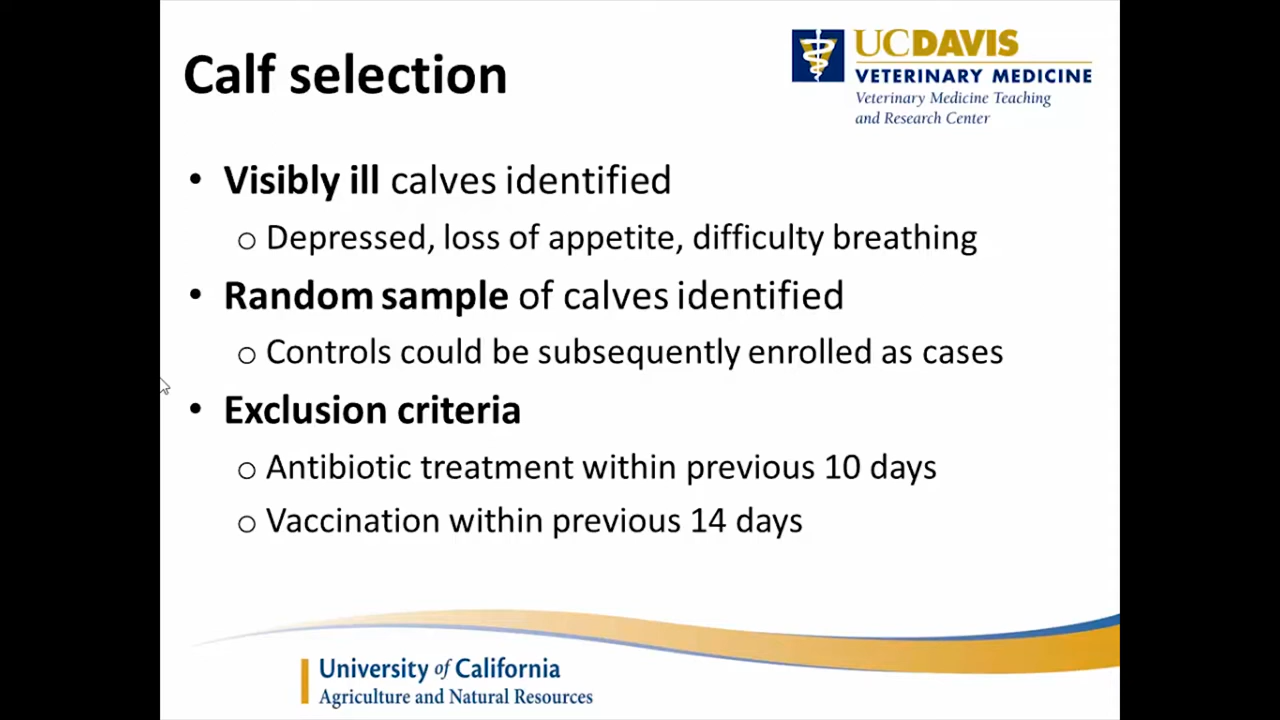 Calf selection
UCDAVIS
VETERINARY MEDICINE
Veterinary Medicine Teaching
and Research Center
• Visibly ill calves identified
o Depressed, loss of appetite, difficulty breathing
• Random sample of calves identified
o Controls could be subsequently enrolled as cases
• Exclusion criteria
o Antibiotic treatment within previous 10 days
o Vaccination within previous 14 days
University of California
Agriculture and Natural Resources